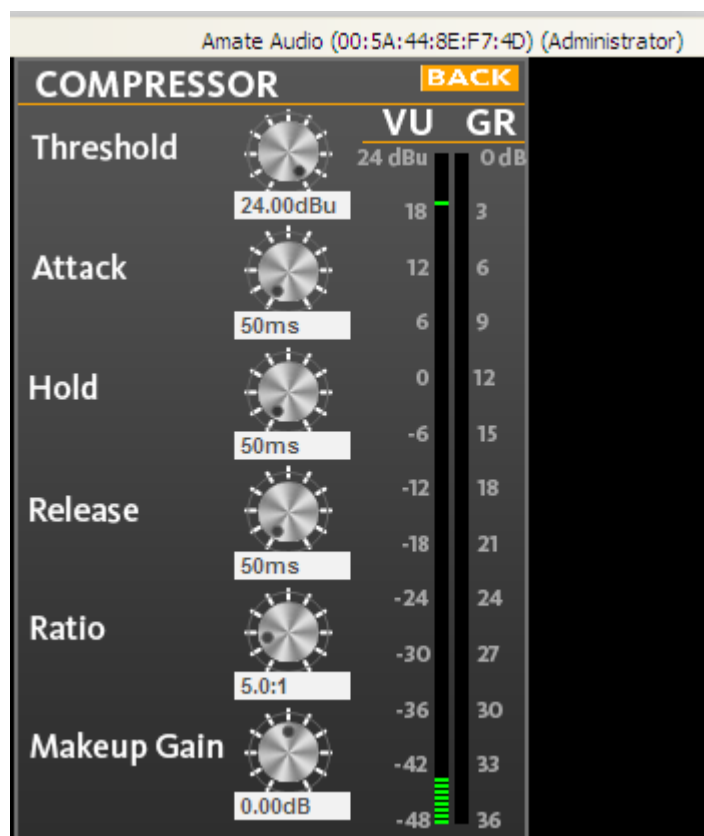 Amate Audio (00:5A:44:8E:F7:4D) (Administrator)
COMPRESSOR BACK
VU GR
Threshold
24 dBu 0dB
24.00dBu
18 3
Attack
12 6
50ms
6 9
Hold
0 12
50ms
-6 15
-12 18
Release
-18 21
50ms
-24 24
Ratio
-30 27
5.0:1
-36 30
Makeup Gain
-42 33
0.00dB
-48 36